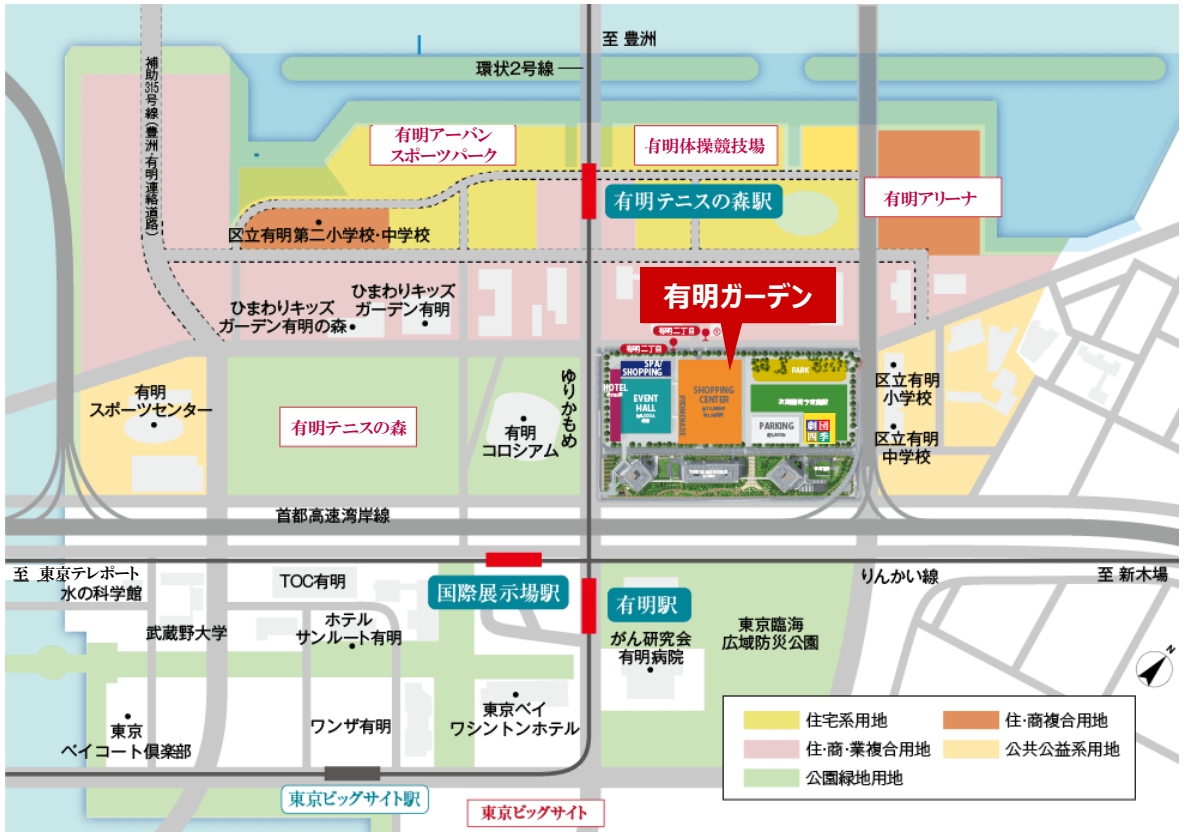 至 豊洲
環状2号線
補助315号線(豊洲・有明連絡道路)
有明アーバン
スポーツパーク
有明体操競技場
有明テニスの森駅
有明アリーナ
区立有明第二小学校・中学校
ひまわりキッズ
ガーデン有明
ひまわりキッズ
ガーデン有明の森
有明ガーデン
有明二丁目
有明二丁目
SPA/
SHOPPING
PARK
HOTEL
EVENT
HALL
SHOPPING
CENTER
PROMENADE
PARKING
劇団
四季
区立有明
小学校
区立有明
中学校
有明
スポーツセンター
有明テニスの森
有明
コロシアム
ゆりかもめ
首都高速湾岸線
至 東京テレポート
りんかい線
至 新木場
水の科学館
TOC有明
国際展示場駅
有明駅
武蔵野大学
ホテル
サンルート有明
がん研究会
有明病院
東京臨海
広域防災公園
N
東京
ベイコート倶楽部
ワンザ有明
東京ベイ
ワシントンホテル
住宅系用地
住・商複合用地
住・商・業複合用地
公共公益系用地
公園緑地用地
東京ビッグサイト駅
東京ビッグサイト